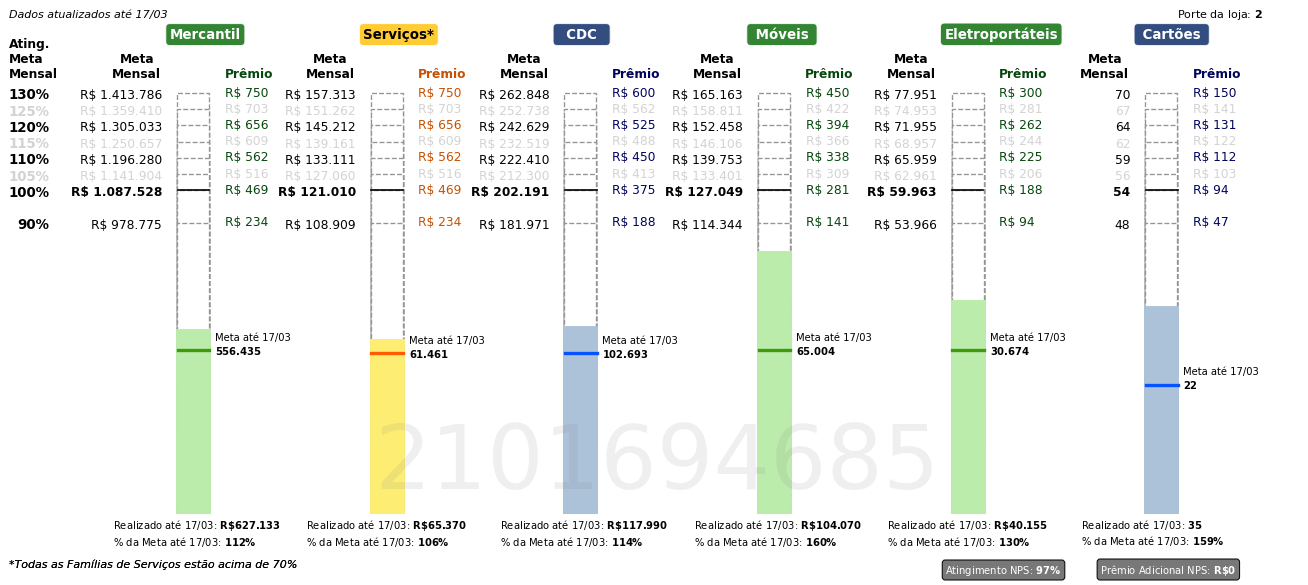 Dados atualizados até 17/03
Porte da loja: 2
Mercantil Serviços* CDC Móveis Eletroportáteis Cartões
Ating. Meta Mensal Meta Mensal Prêmio Meta Mensal Prêmio Meta Mensal Prêmio Meta Mensal Prêmio Meta Mensal Prêmio Meta Mensal Prêmio
130% R$ 1.413.786 R$ 750 R$ 157.313 R$ 750 R$ 262.848 R$ 600 R$ 165.163 R$ 450 R$ 77.951 R$ 300 70 R$ 150
125% R$ 1.359.410 R$ 703 R$ 151.262 R$ 703 R$ 252.738 R$ 562 R$ 158.811 R$ 422 R$ 74.953 R$ 281 67 R$ 141
120% R$ 1.305.033 R$ 656 R$ 145.212 R$ 656 R$ 242.629 R$ 525 R$ 152.458 R$ 394 R$ 71.955 R$ 262 64 R$ 131
115% R$ 1.250.657 R$ 609 R$ 139.161 R$ 609 R$ 232.519 R$ 488 R$ 146.106 R$ 366 R$ 68.957 R$ 244 62 R$ 122
110% R$ 1.196.280 R$ 562 R$ 133.111 R$ 562 R$ 222.410 R$ 450 R$ 139.753 R$ 338 R$ 65.959 R$ 225 59 R$ 112
105% R$ 1.141.904 R$ 516 R$ 127.060 R$ 516 R$ 212.300 R$ 413 R$ 133.401 R$ 309 R$ 62.961 R$ 206 56 R$ 103
100% R$ 1.087.528 R$ 469 R$ 121.010 R$ 469 R$ 202.191 R$ 375 R$ 127.049 R$ 281 R$ 59.963 R$ 188 54 R$ 94
90% R$ 978.775 R$ 234 R$ 108.909 R$ 234 R$ 181.971 R$ 188 R$ 114.344 R$ 141 R$ 53.966 R$ 94 48 R$ 47
Meta até 17/03 Meta até 17/03 Meta até 17/03 Meta até 17/03 Meta até 17/03 Meta até 17/03
556.435 61.461 102.693 65.004 30.674 22
2101694685
Realizado até 17/03: R$627.133 Realizado até 17/03: R$65.370 Realizado até 17/03: R$117.990 Realizado até 17/03: R$104.070 Realizado até 17/03: R$40.155 Realizado até 17/03: 35
% da Meta até 17/03: 112% % da Meta até 17/03: 106% % da Meta até 17/03: 114% % da Meta até 17/03: 160% % da Meta até 17/03: 130% % da Meta até 17/03: 159%
*Todas as Famílias de Serviços estão acima de 70%
Atingimento NPS: 97% Prêmio Adicional NPS: R$0